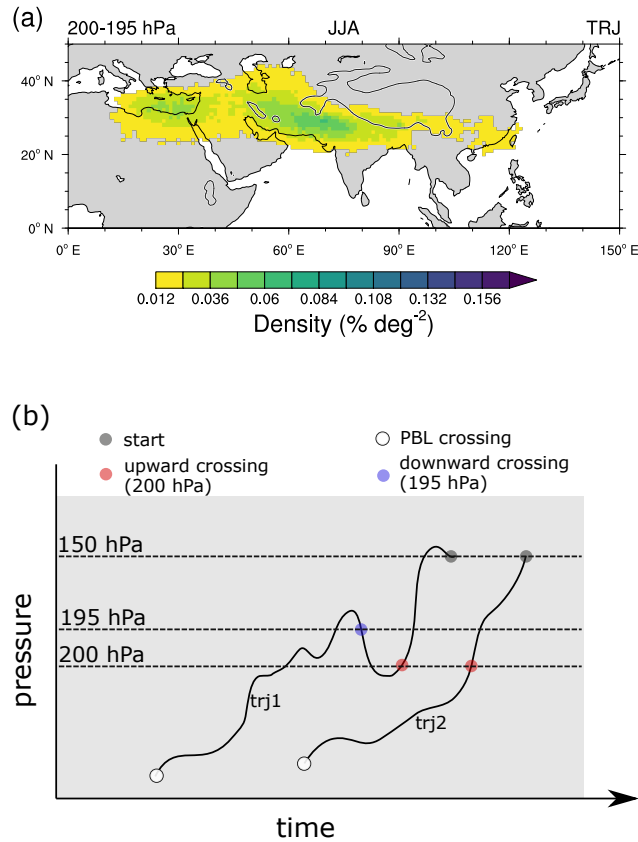 (a)
200-195 hPa JJA TRJ
40° N
20° N
0° N
0° E 30° E 60° E 90° E 120° E 150° E
0.012 0.036 0.06 0.084 0.108 0.132 0.156
Density (% deg⁻²)
(b)
start PBL crossing
upward crossing downward crossing
(200 hPa) (195 hPa)
150 hPa
195 hPa
200 hPa
trj1
trj2
pressure
time